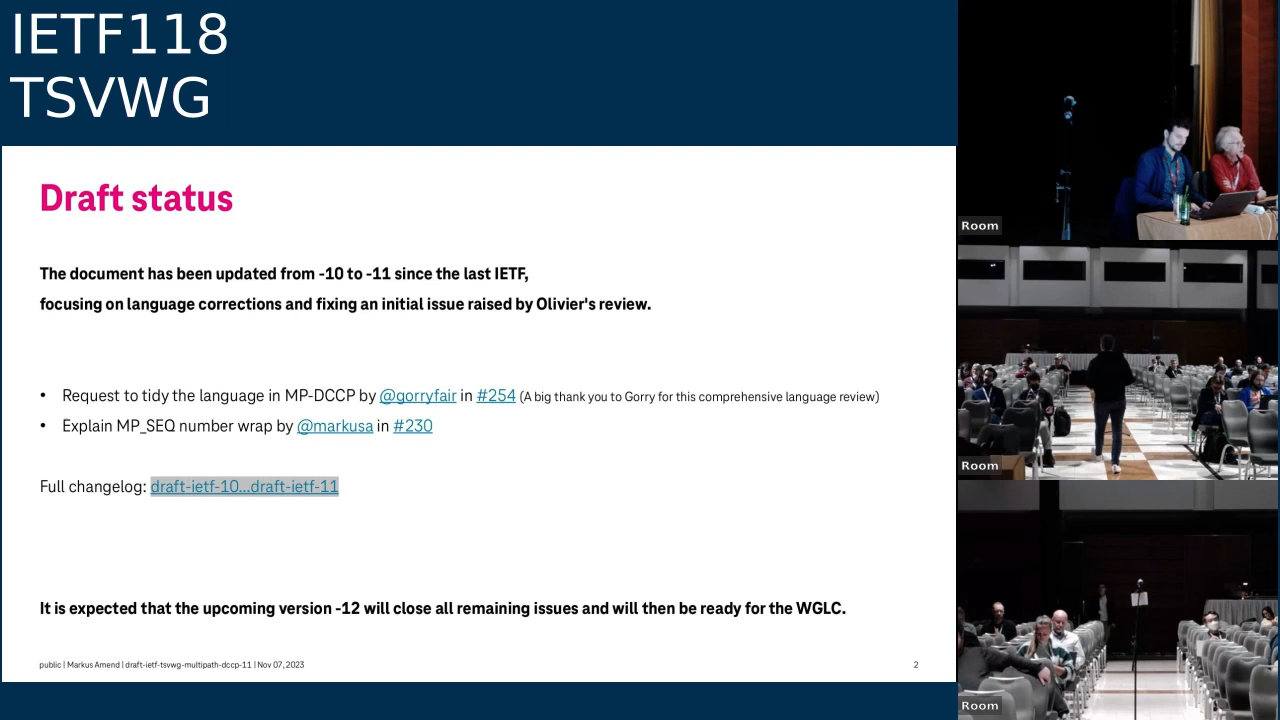 IETF118
TSVWG
Draft status
The document has been updated from -10 to -11 since the last IETF,
focusing on language corrections and fixing an initial issue raised by Olivier's review.
• Request to tidy the language in MP-DCCP by @gorryfair in #254 (A big thank you to Gorry for this comprehensive language review)
• Explain MP_SEQ number wrap by @markusa in #230
Full changelog: draft-ietf-10...draft-ietf-11
It is expected that the upcoming version -12 will close all remaining issues and will then be ready for the WGLC.
public | Markus Amend | draft-ietf-tsvwg-multipath-dccp-11 | Nov 07, 2023
2
Room
Room
Room